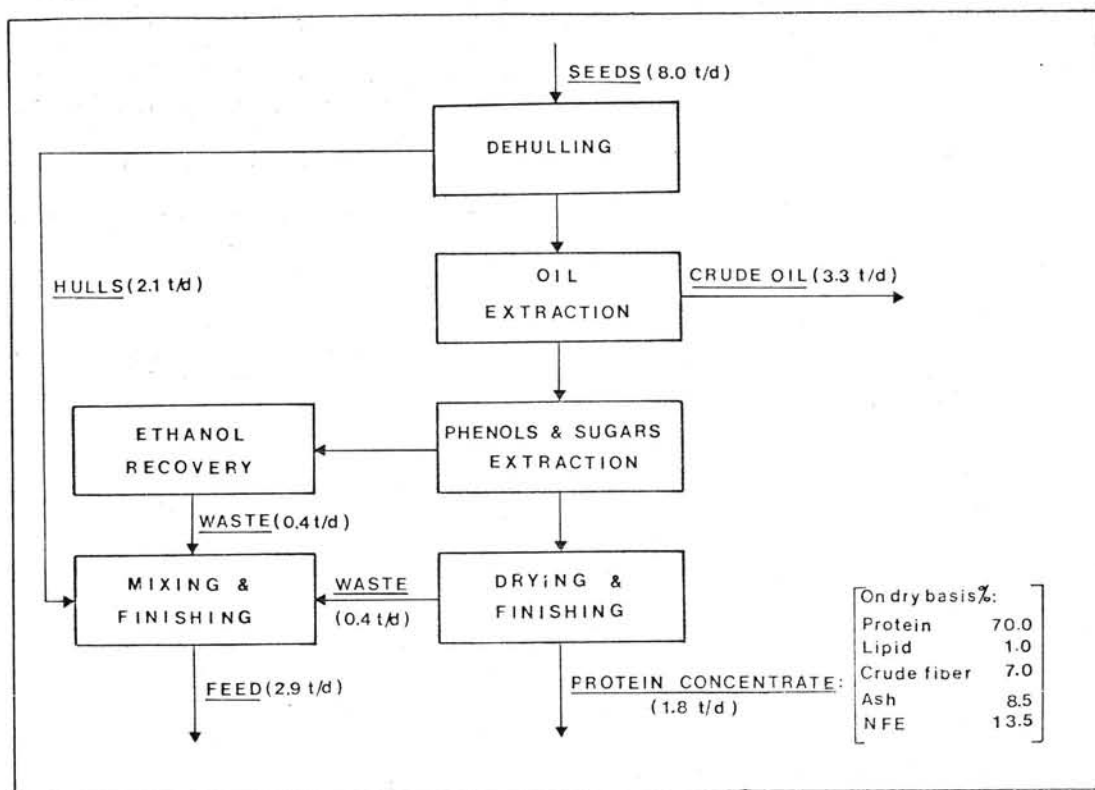 SEEDS (8.0 t/d)
DEHULLING
HULLS (2.1 t/d)
OIL
EXTRACTION
CRUDE OIL (3.3 t/d)
PHENOLS & SUGARS
EXTRACTION
ETHANOL
RECOVERY
WASTE (0.4 t/d)
MIXING &
FINISHING
WASTE
(0.4 t/d)
DRYiNG &
FINISHING
FEED (2.9 t/d)
PROTEIN CONCENTRATE:
(1.8 t/d)
On dry basis%:
Protein 70.0
Lipid 1.0
Crude fiber 7.0
Ash 8.5
NFE 13.5